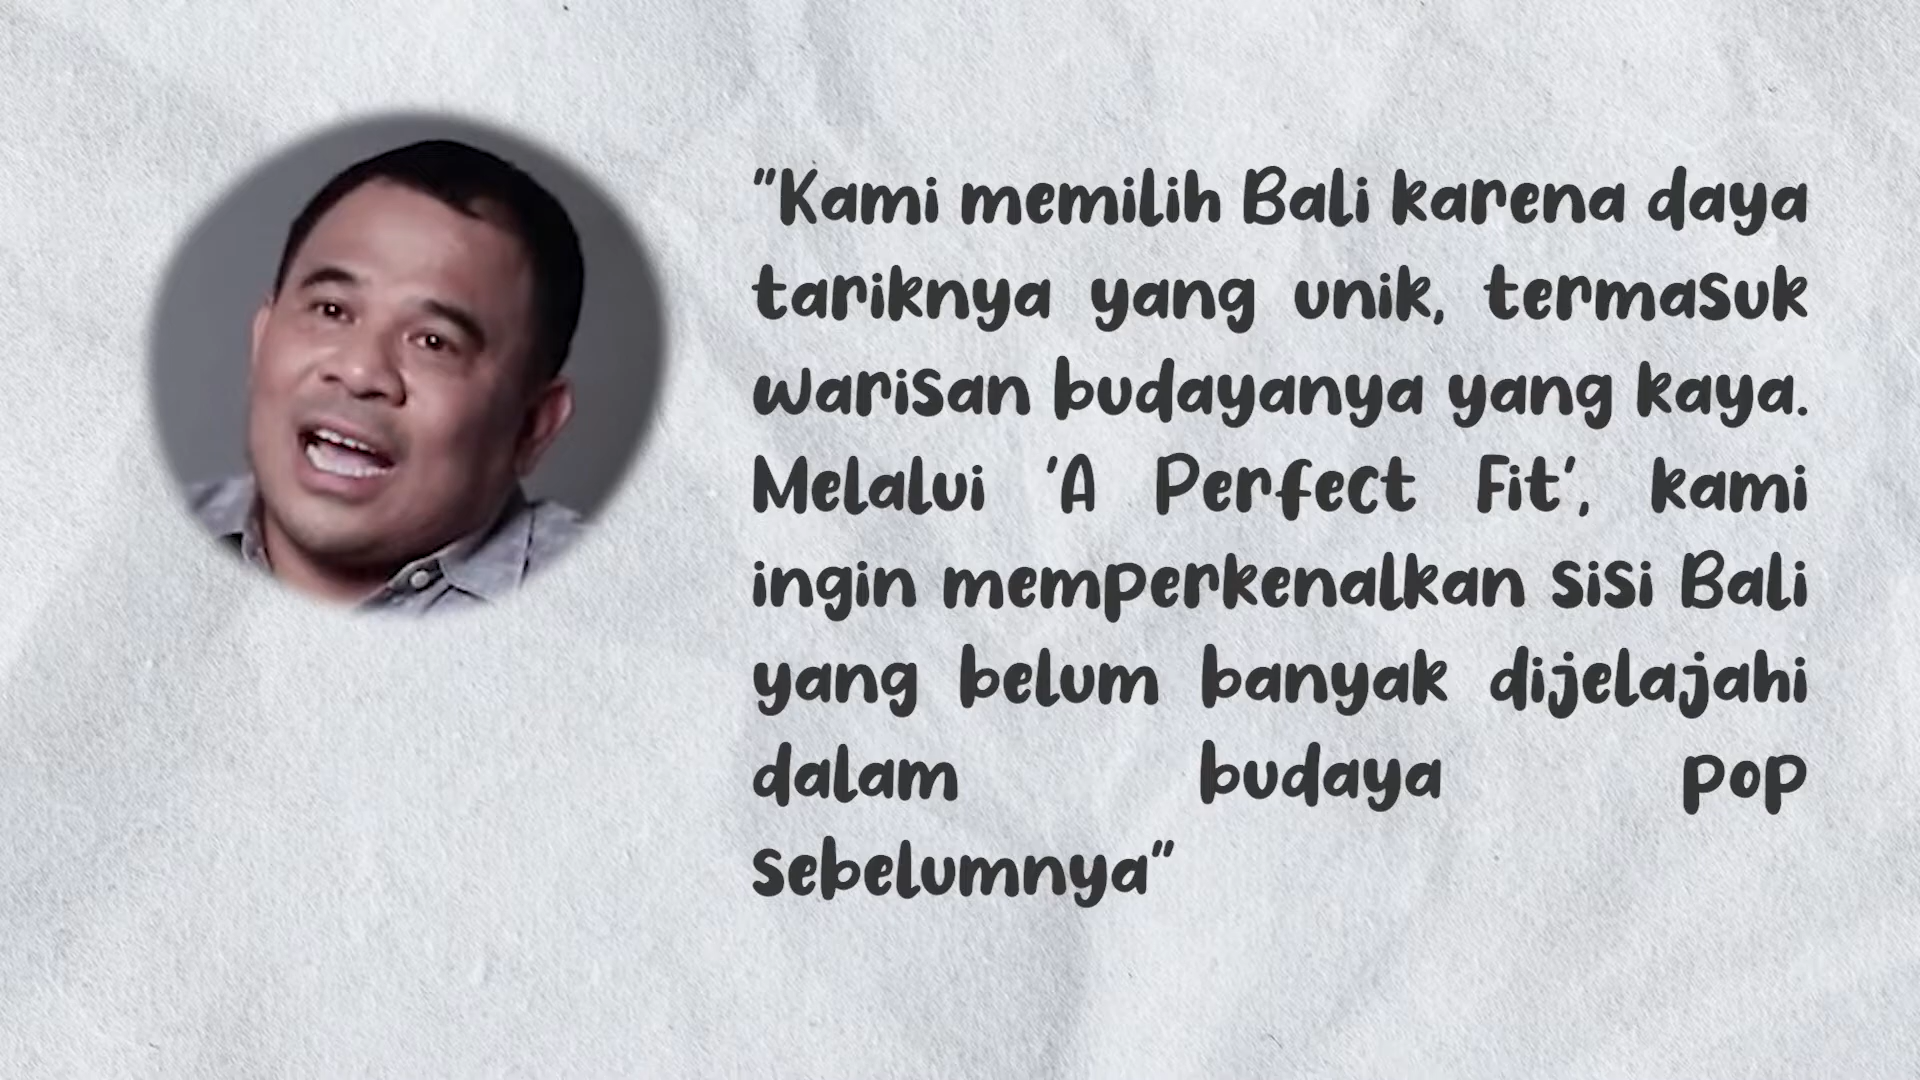 "Kami memilih Bali karena daya
tariknya yang unik, termasuk
warisan budayanya yang kaya.
Melalui 'A Perfect Fit', kami
ingin memperkenalkan sisi Bali
yang belum banyak dijelajahi
dalam budaya pop
sebelumnya"